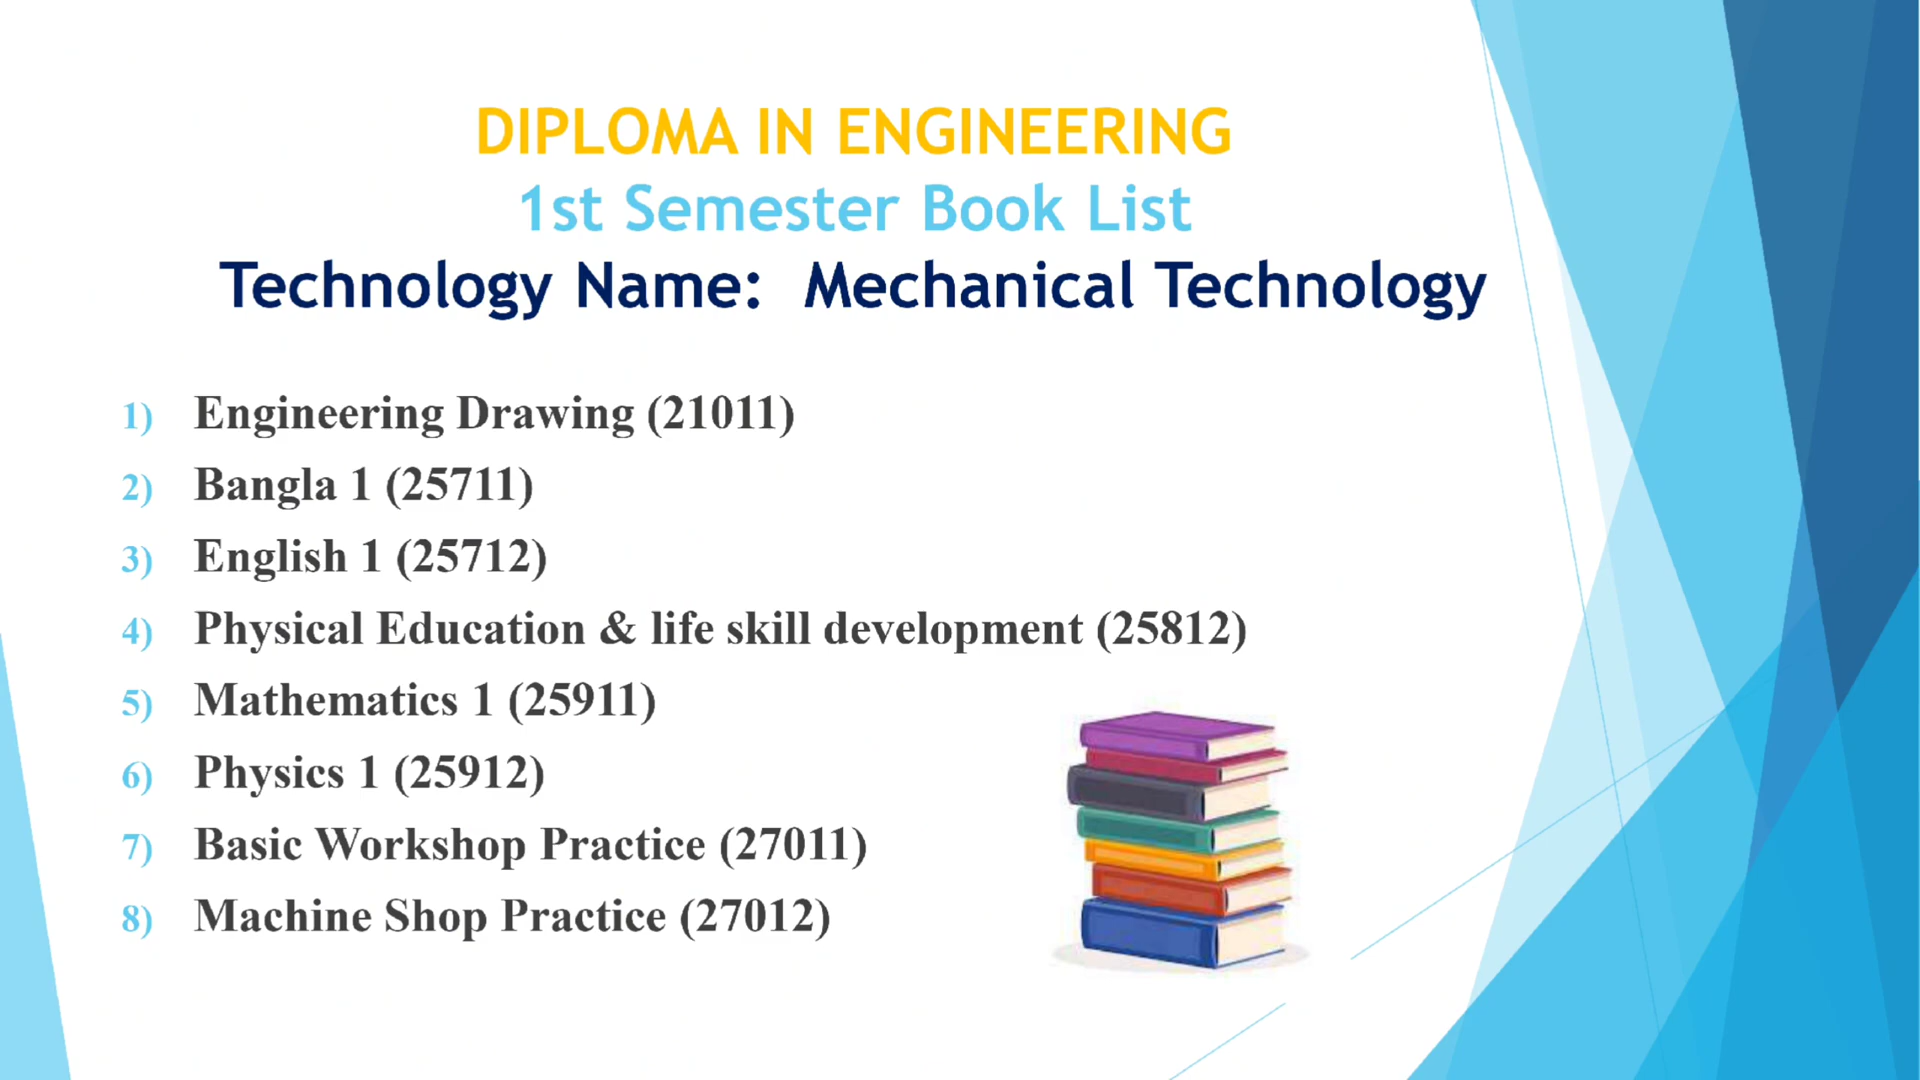 DIPLOMA IN ENGINEERING
1st Semester Book List
Technology Name: Mechanical Technology
1) Engineering Drawing (21011)
2) Bangla 1 (25711)
3) English 1 (25712)
4) Physical Education & life skill development (25812)
5) Mathematics 1 (25911)
6) Physics 1 (25912)
7) Basic Workshop Practice (27011)
8) Machine Shop Practice (27012)